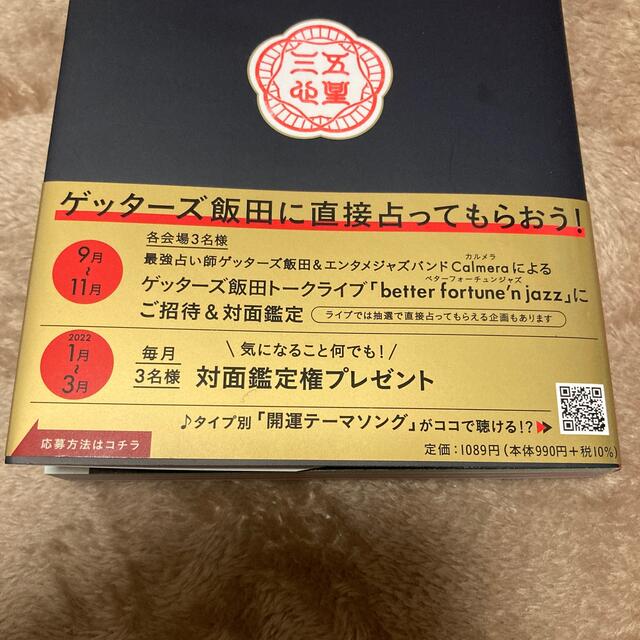 三五
ゲッターズ飯田に直接占ってもらおう!
9月
~
11月
各会場3名様
最強占い師ゲッターズ飯田&エンタメジャズバンドCalmeraによる
カルメラ
ゲッターズ飯田トークライブ「better fortune'n jazz」に
ベターフォーチュンジャズ
ご招待&対面鑑定
ライブでは抽選で直接占ってもらえる企画もあります
2022
1月
~
3月
毎月
3名様
\ 気になること何でも! /
対面鑑定権プレゼント
♪タイプ別「開運テーマソング」がココで聴ける!?
応募方法はコチラ
定価:1089円(本体990円+税10%)